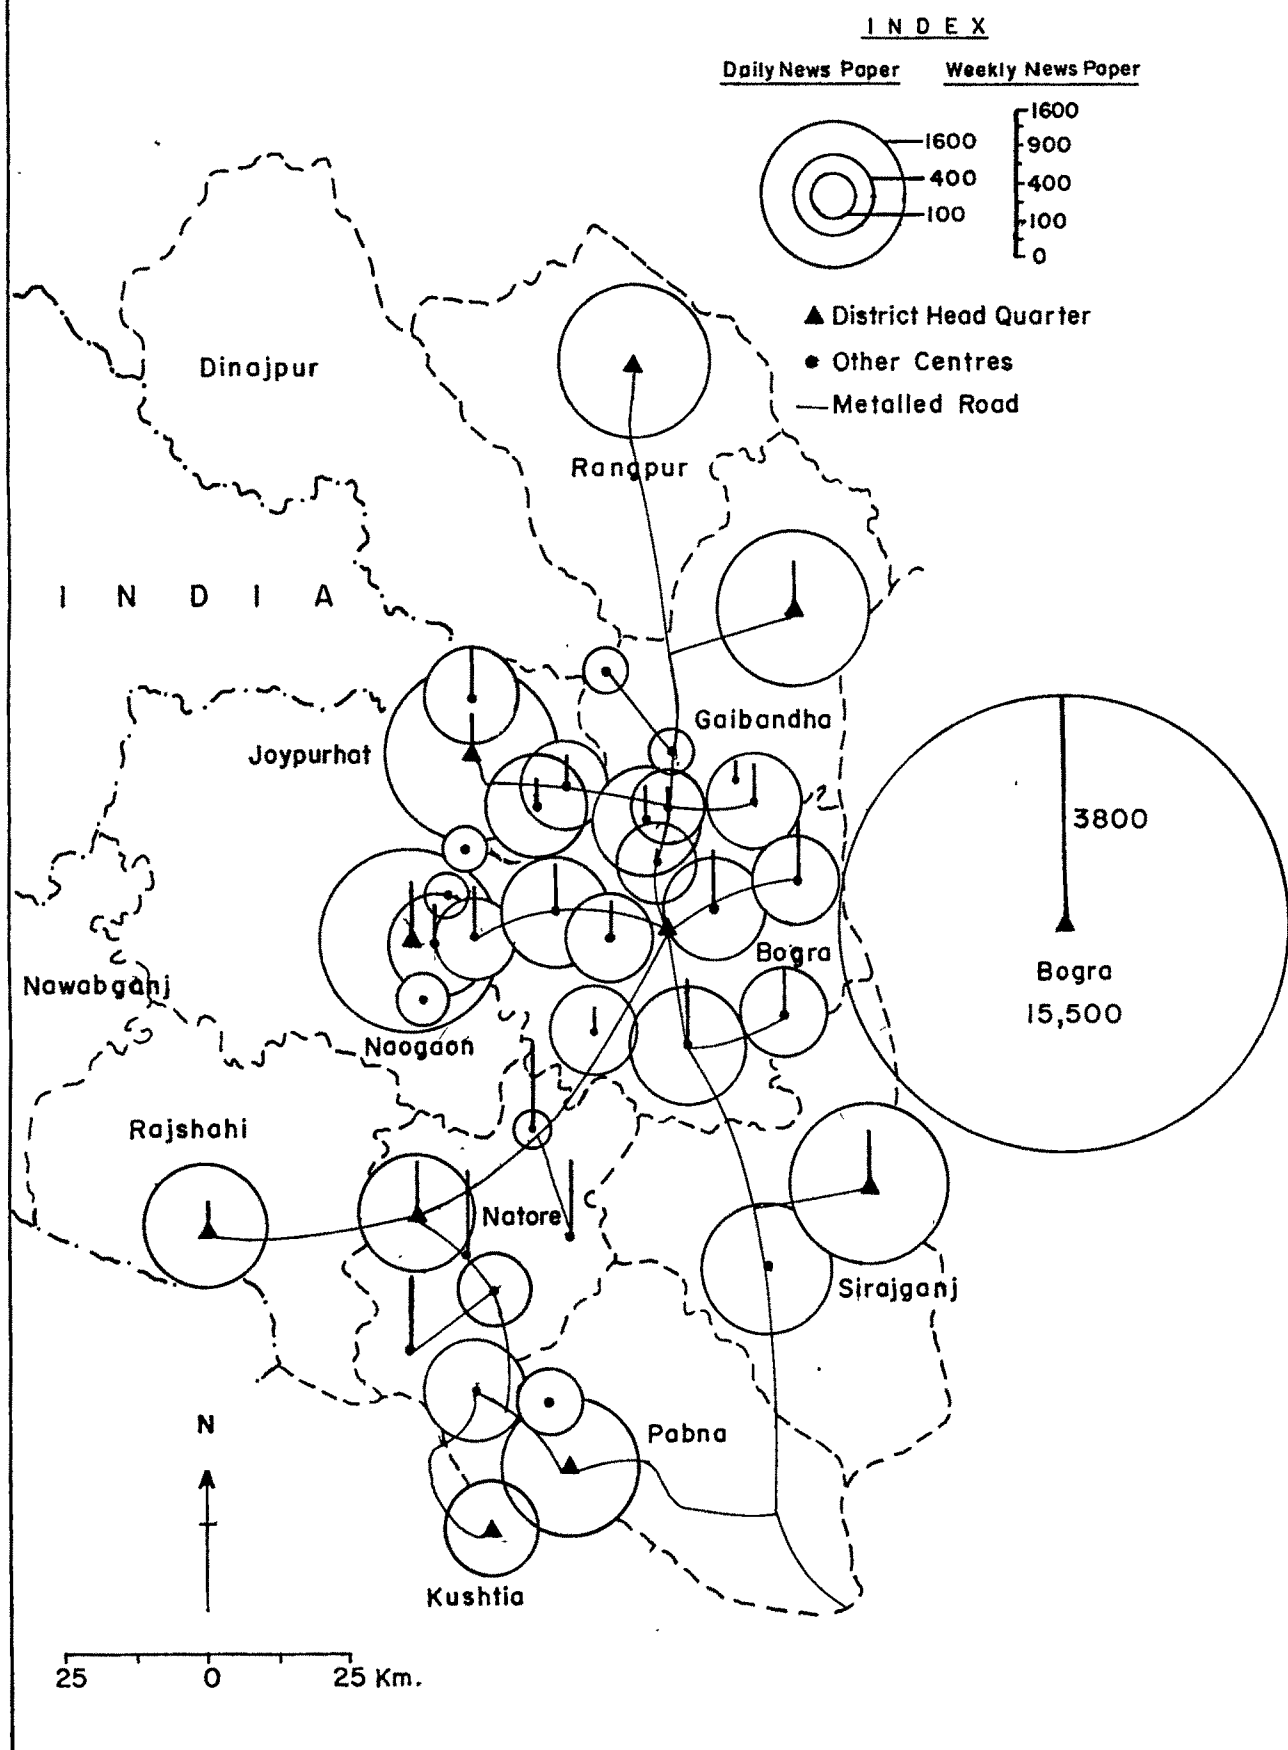 I N D E X
Daily News Paper Weekly News Paper
1600
400
100
1600
900
400
100
0
District Head Quarter
Other Centres
Metalled Road
Dinajpur
Rangpur
I N D I A
Gaibandha
Joypurhat
3800
Bogra
15,500
Bogra
Nawabganj
Naogaon
Rajshahi
Natore
Sirajganj
Pabna
N
Kushtia
25 0 25 Km.